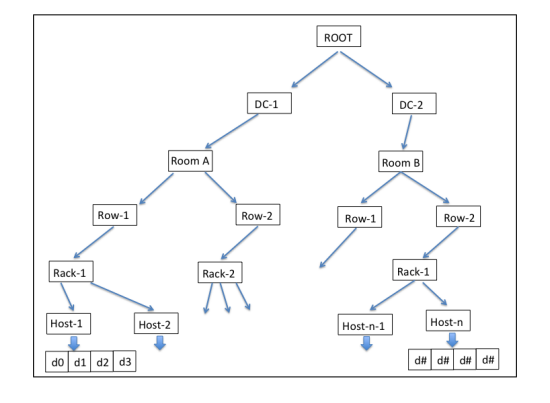 ROOT
DC-1 DC-2
Room A Room B
Row-1 Row-2 Row-1 Row-2
Rack-1 Rack-2 Rack-1
Host-1 Host-2 Host-n-1 Host-n
d0 d1 d2 d3 d# d# d# d#